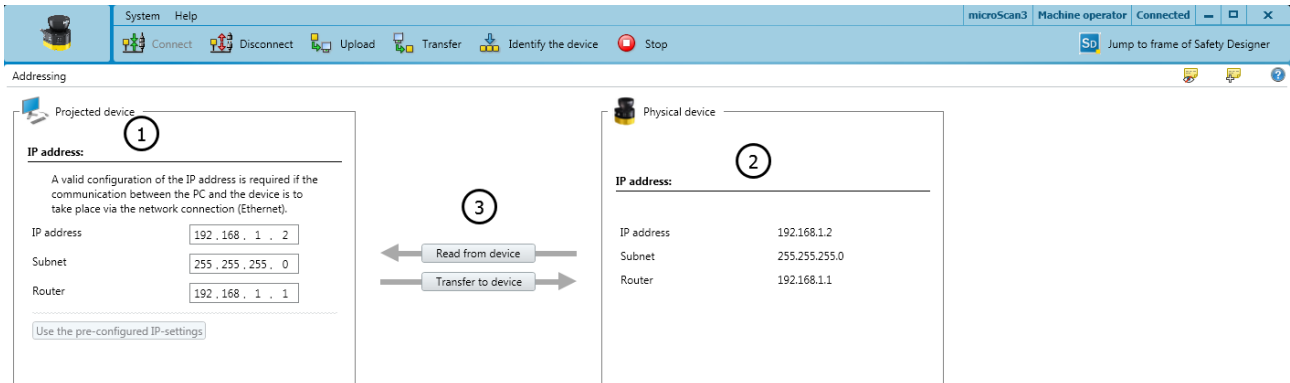 System Help
microScan3 Machine operator Connected
Connect Disconnect Upload Transfer Identify the device Stop
SD Jump to frame of Safety Designer
Addressing
Projected device
1
IP address:
A valid configuration of the IP address is required if the
communication between the PC and the device is to
take place via the network connection (Ethernet).
IP address 192 . 168 . 1 . 2
Subnet 255 . 255 . 255 . 0
Router 192 . 168 . 1 . 1
Use the pre-configured IP-settings
3
Read from device
Transfer to device
Physical device
2
IP address:
IP address 192.168.1.2
Subnet 255.255.255.0
Router 192.168.1.1